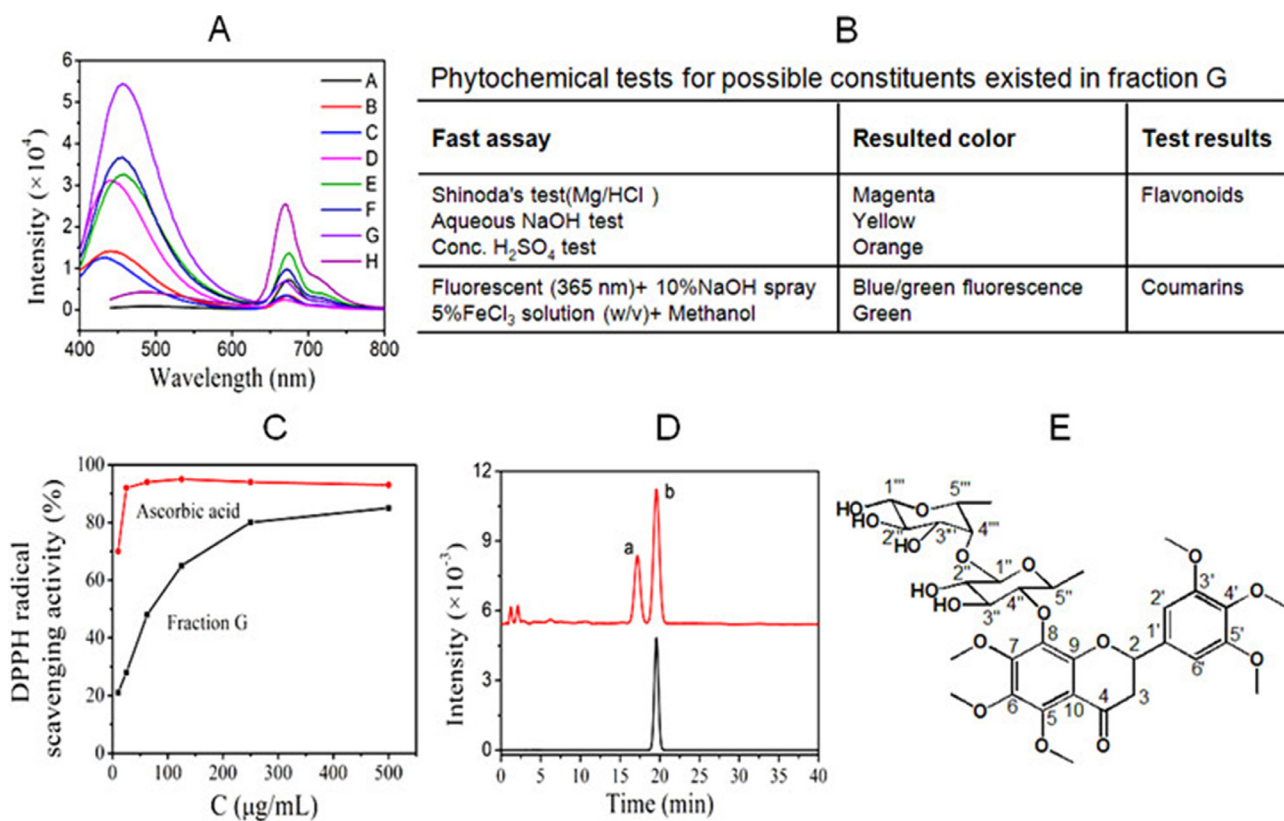 A
Intensity (×10⁴)
6
5
4
3
2
1
0
400 500 600 700 800
Wavelength (nm)
A
B
C
D
E
F
G
H
B
Phytochemical tests for possible constituents existed in fraction G
Fast assay Resulted color Test results
Shinoda's test(Mg/HCl ) Magenta Flavonoids
Aqueous NaOH test Yellow
Conc. H₂SO₄ test Orange
Fluorescent (365 nm)+ 10%NaOH spray Blue/green fluorescence Coumarins
5%FeCl₃ solution (w/v)+ Methanol Green
C
DPPH radical
scavenging activity (%)
100
80
60
40
20
0
Ascorbic acid
Fraction G
0 100 200 300 400 500
C (μg/mL)
D
Intensity (×10⁻³)
12
9
6
3
0
a
b
0 5 10 15 20 25 30 35 40
Time (min)
E
1''' O 5'''
HO
HO 4'''
2''' HO 3'''
O
2'' 1'' O
HO
HO 4'' 5''
3'' O
3' O
2' 4' O
1' 5'
6' O
8 O
O 7 9 2
O 6 10 4 3
5
O O